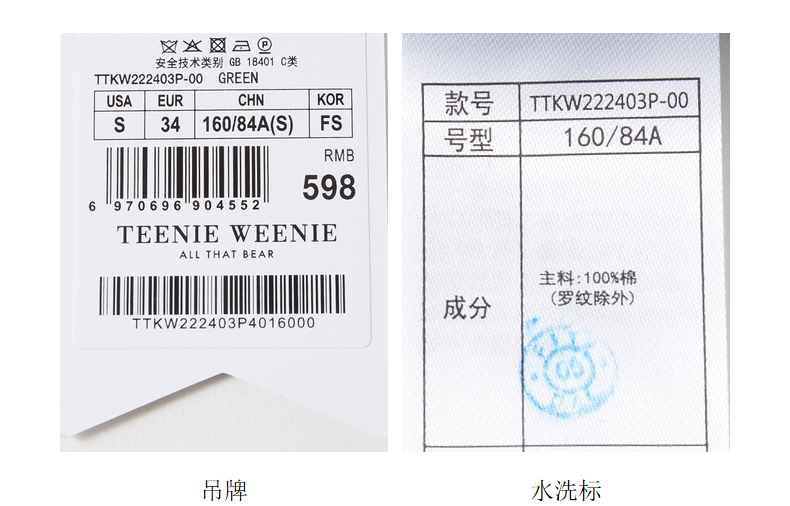 安全技术类别 GB 18401 C类
TTKW222403P-00 GREEN
USA EUR CHN KOR
S 34 160/84A(S) FS
RMB
598
6 970696 904552
TEENIE WEENIE
ALL THAT BEAR
TTKW222403P4016000
吊牌
款号 TTKW222403P-00
号型 160/84A
成分
主料:100%棉
(罗纹除外)
水洗标